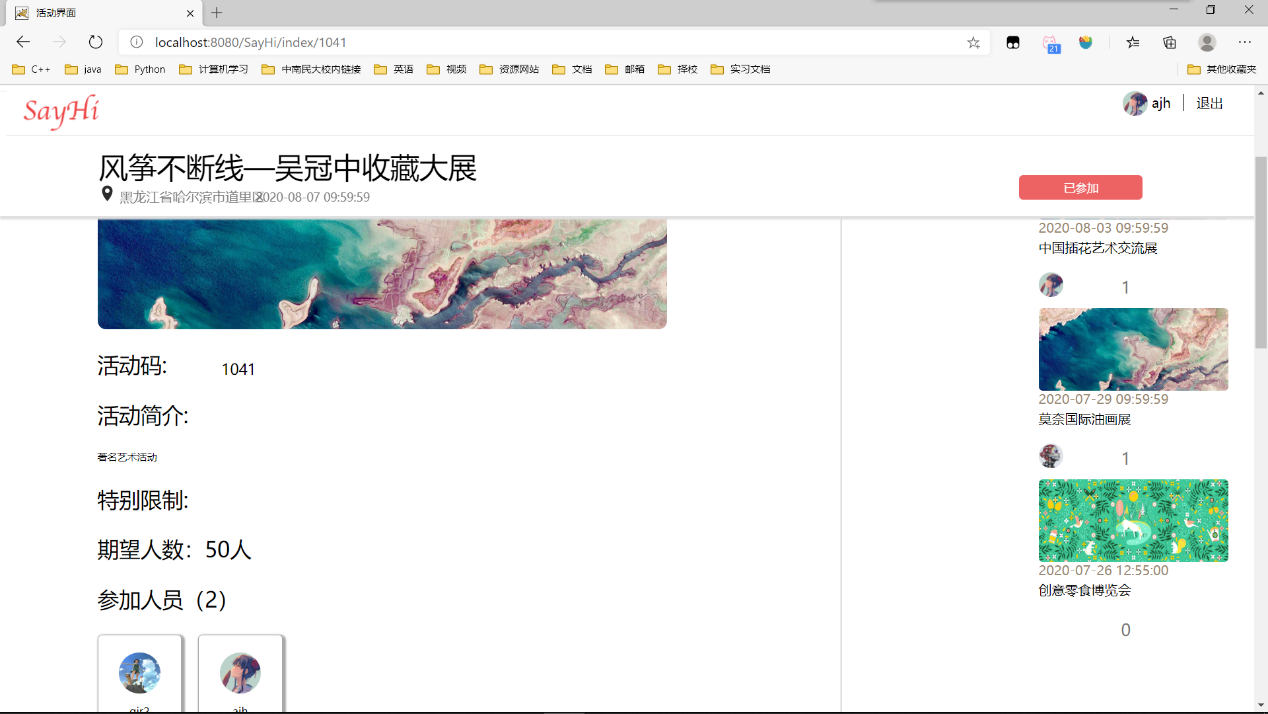 活动界面
localhost:8080/SayHi/index/1041
21
C++ java Python 计算机学习 中南民大校内链接 英语 视频 资源网站 文档 邮箱 择校 实习文档 其他收藏夹
SayHi
ajh 退出
风筝不断线—吴冠中收藏大展
黑龙江省哈尔滨市道里区2020-08-07 09:59:59
已参加
活动码: 1041
活动简介:
著名艺术活动
特别限制:
期望人数：50人
参加人员（2）
ajh
2020-08-03 09:59:59
中国插花艺术交流展
1
2020-07-29 09:59:59
莫奈国际油画展
1
2020-07-26 12:55:00
创意零食博览会
0